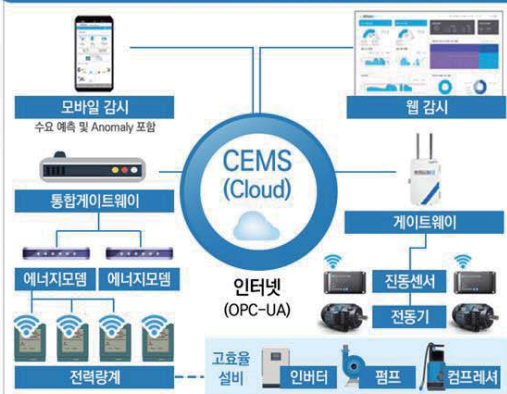 모바일 감시
수요 예측 및 Anomaly 포함
웹 감시
CEMS
(Cloud)
통합게이트웨이
게이트웨이
에너지모뎀
에너지모뎀
인터넷
(OPC-UA)
진동센서
전동기
전력량계
고효율
설비
인버터
펌프
컴프레셔